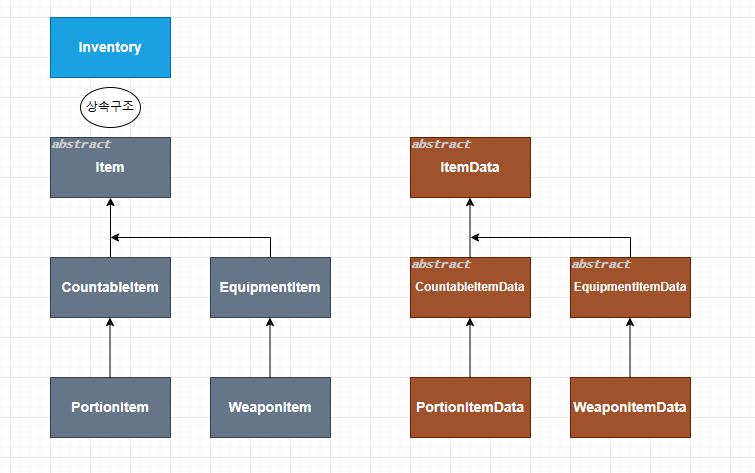 Inventory
상속구조
abstract
Item
abstract
ItemData
CountableItem
EquipmentItem
abstract
CountableItemData
abstract
EquipmentItemData
PortionItem
WeaponItem
PortionItemData
WeaponItemData